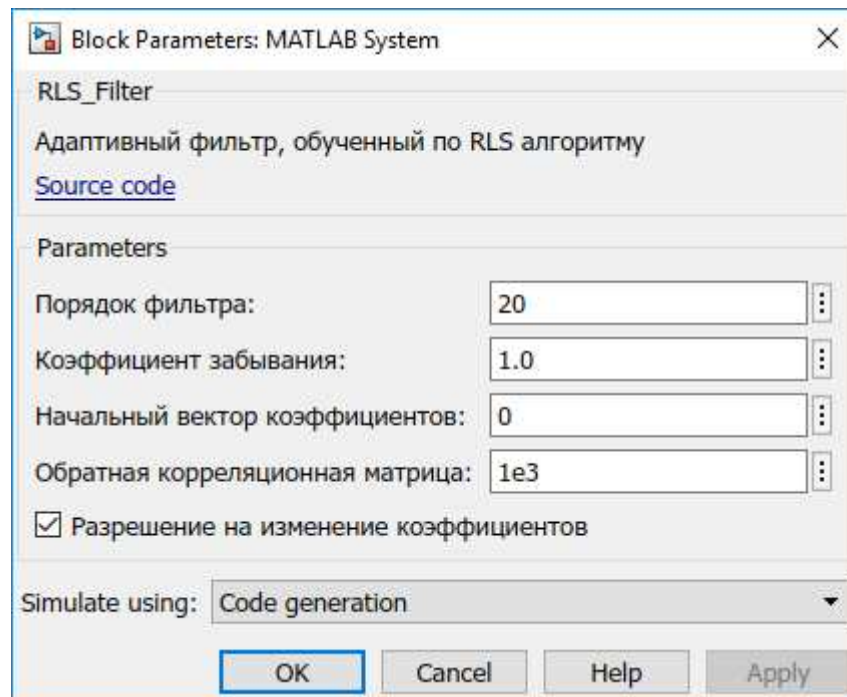 Block Parameters: MATLAB System
RLS_Filter
Адаптивный фильтр, обученный по RLS алгоритму
Source code
Parameters
Порядок фильтра: 20
Коэффициент забывания: 1.0
Начальный вектор коэффициентов: 0
Обратная корреляционная матрица: 1e3
Разрешение на изменение коэффициентов
Simulate using: Code generation
OK Cancel Help Apply